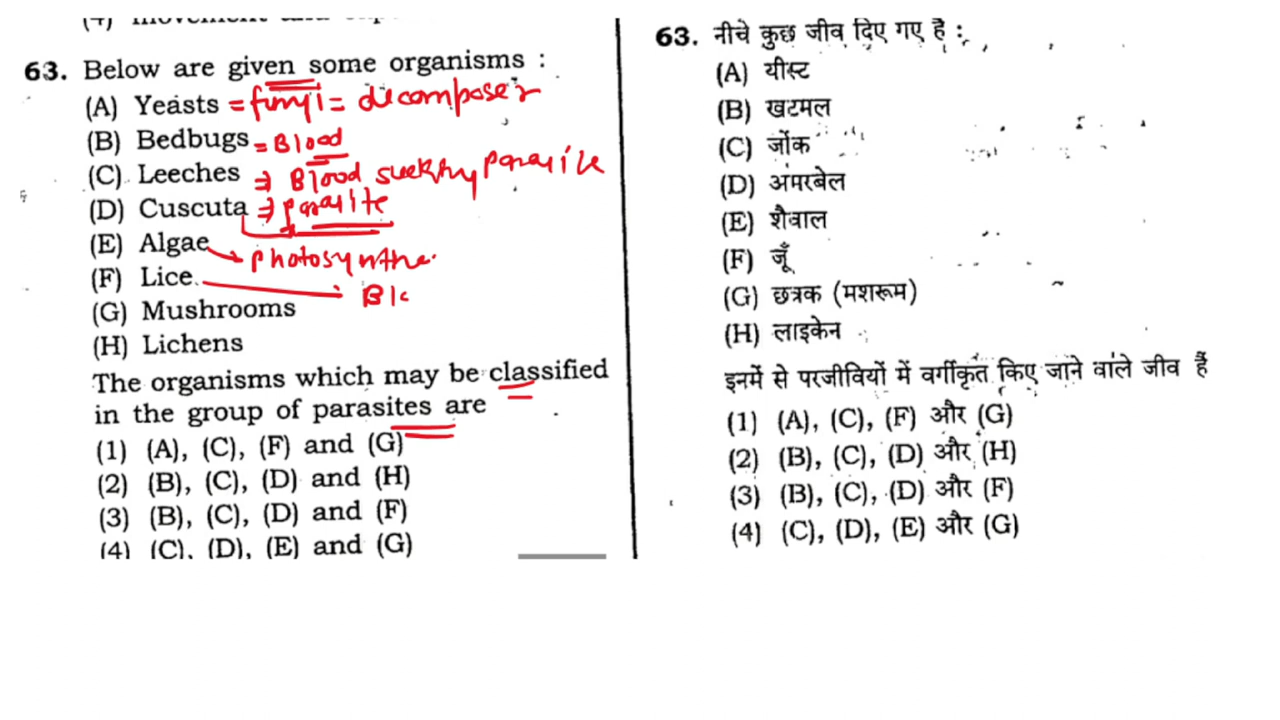 63. Below are given some organisms :
(A) Yeasts = fungi = decomposer
(B) Bedbugs = Blood
(C) Leeches ⇒ Blood sucking parasite
(D) Cuscuta ⇒ parasite
(E) Algae → photosynthe.
(F) Lice. Blo
(G) Mushrooms
(H) Lichens
The organisms which may be classified
in the group of parasites are
(1) (A), (C), (F) and (G)
(2) (B), (C), (D) and (H)
(3) (B), (C), (D) and (F)
(4) (C), (D), (E) and (G)
63. नीचे कुछ जीव दिए गए हैं :
(A) यीस्ट
(B) खटमल
(C) जोंक
(D) अमरबेल
(E) शैवाल
(F) जूँ
(G) छत्रक (मशरूम)
(H) लाइकेन
इनमें से परजीवियों में वर्गीकृत किए जाने वाले जीव हैं
(1) (A), (C), (F) और (G)
(2) (B), (C), (D) और (H)
(3) (B), (C), (D) और (F)
(4) (C), (D), (E) और (G)